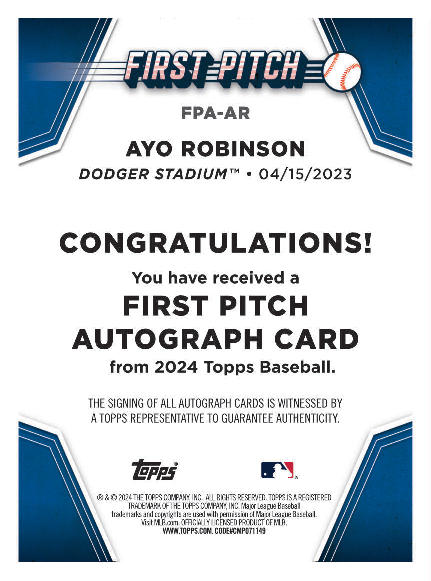 FIRST PITCH
FPA-AR
AYO ROBINSON
DODGER STADIUM™ • 04/15/2023
CONGRATULATIONS!
You have received a
FIRST PITCH
AUTOGRAPH CARD
from 2024 Topps Baseball.
THE SIGNING OF ALL AUTOGRAPH CARDS IS WITNESSED BY
A TOPPS REPRESENTATIVE TO GUARANTEE AUTHENTICITY.
topps
® & © 2024 THE TOPPS COMPANY, INC. ALL RIGHTS RESERVED. TOPPS IS A REGISTERED
TRADEMARK OF THE TOPPS COMPANY, INC. Major League Baseball
trademarks and copyrights are used with permission of Major League Baseball.
Visit MLB.com. OFFICIALLY LICENSED PRODUCT OF MLB.
WWW.TOPPS.COM. CODE#CMP071149